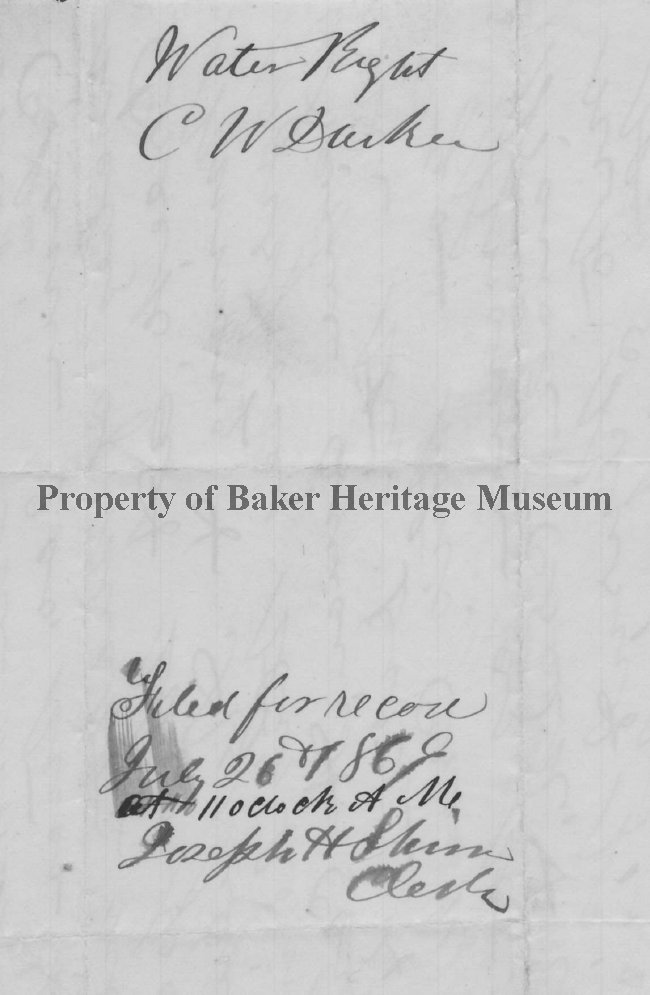 Water Right
C W Durkee
Property of Baker Heritage Museum
Filed for record
July 26th 1869
at 11 oclock A M.
Joseph H Shinn
Clerk